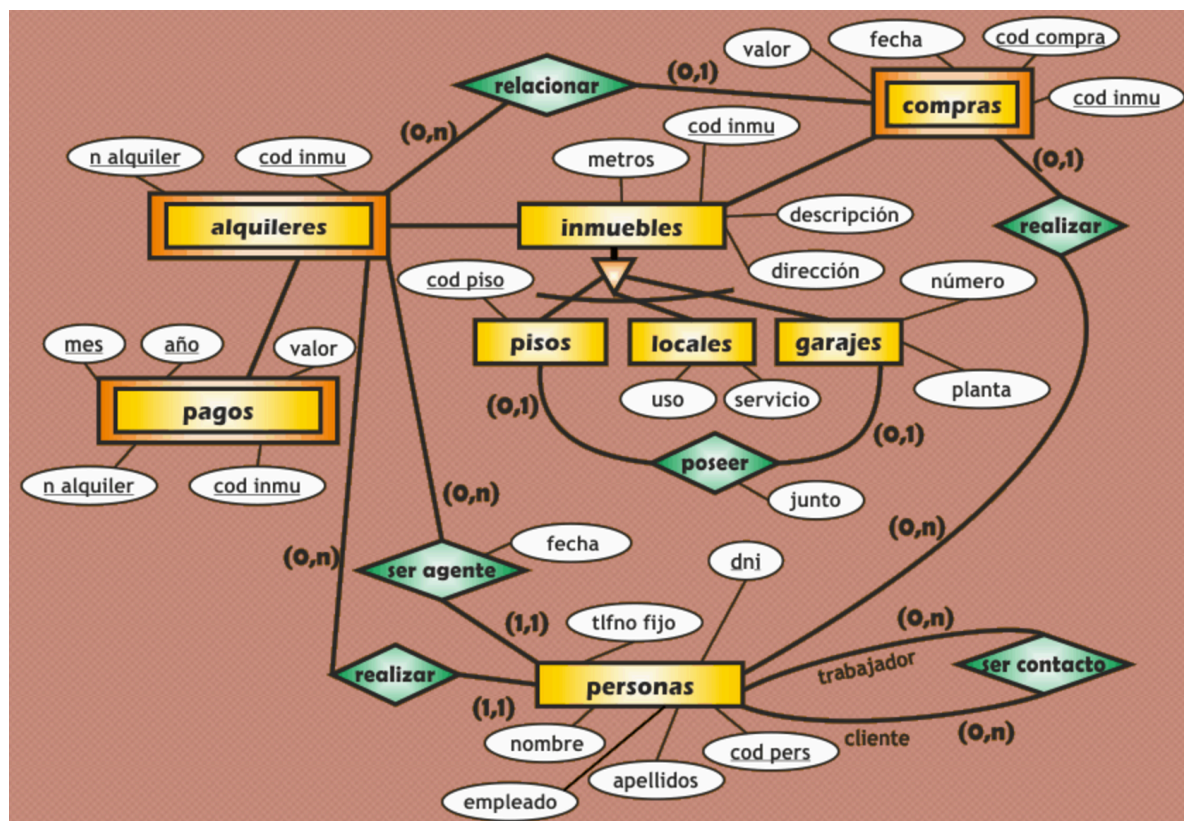 valor
fecha
cod compra
relacionar
(0,1)
compras
cod inmu
(0,n)
cod inmu
n alquiler
cod inmu
metros
(0,1)
alquileres
inmuebles
descripción
realizar
dirección
cod piso
número
mes
año
valor
pisos
locales
garajes
pagos
(0,1)
uso
servicio
planta
(0,1)
poseer
n alquiler
cod inmu
(0,n)
junto
(0,n)
(0,n)
fecha
ser agente
dni
(1,1)
tlfno fijo
(0,n)
realizar
personas
trabajador
ser contacto
(1,1)
nombre
cod pers
cliente
(0,n)
apellidos
empleado